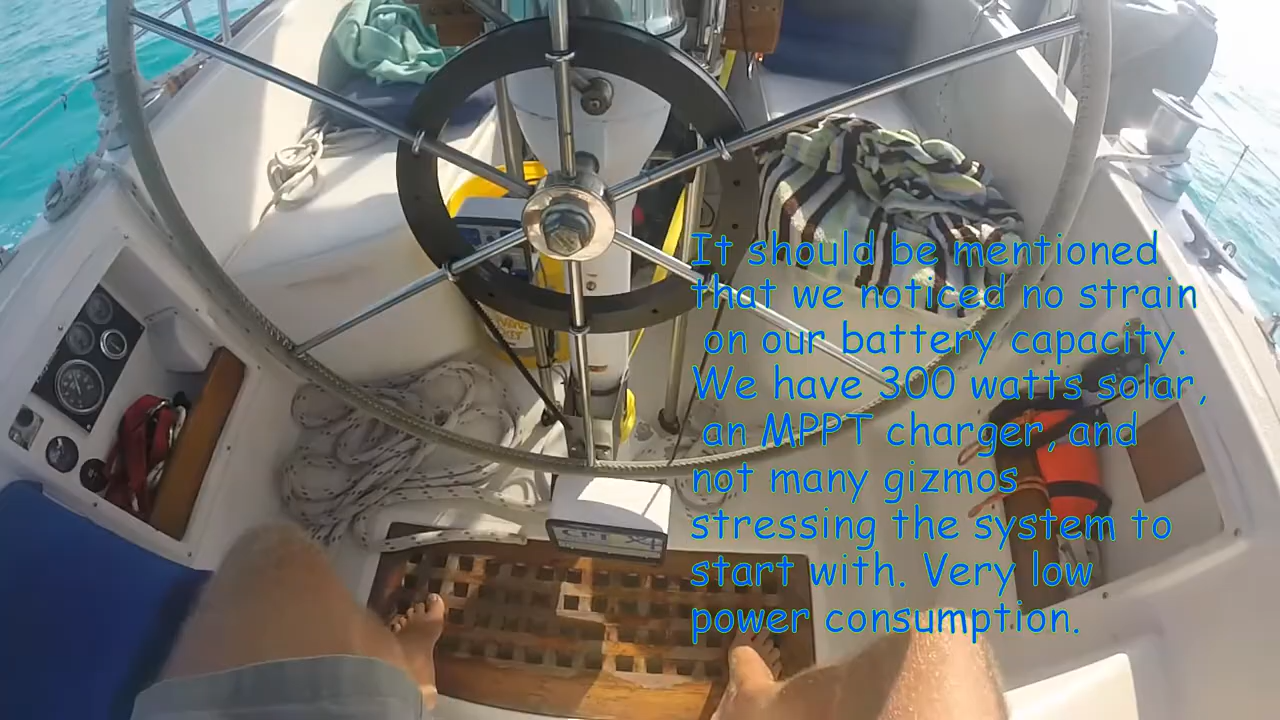 It should be mentioned
that we noticed no strain
on our battery capacity.
We have 300 watts solar,
an MPPT charger, and
not many gizmos
stressing the system to
start with. Very low
power consumption.